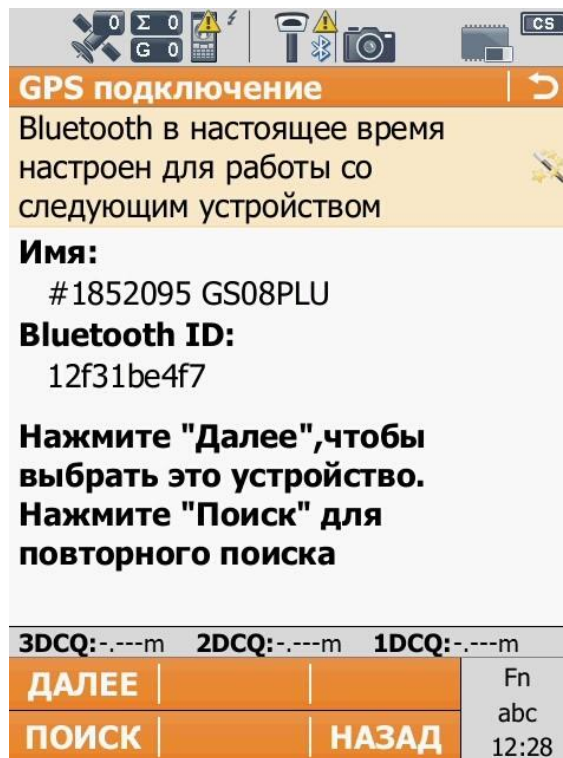 0 Σ 0
G 0
CS
GPS подключение
Bluetooth в настоящее время
настроен для работы со
следующим устройством
Имя:
#1852095 GS08PLU
Bluetooth ID:
12f31be4f7
Нажмите "Далее",чтобы
выбрать это устройство.
Нажмите "Поиск" для
повторного поиска
3DCQ:-.---m 2DCQ:-.---m 1DCQ:-.---m
ДАЛЕЕ Fn
abc
ПОИСК НАЗАД 12:28